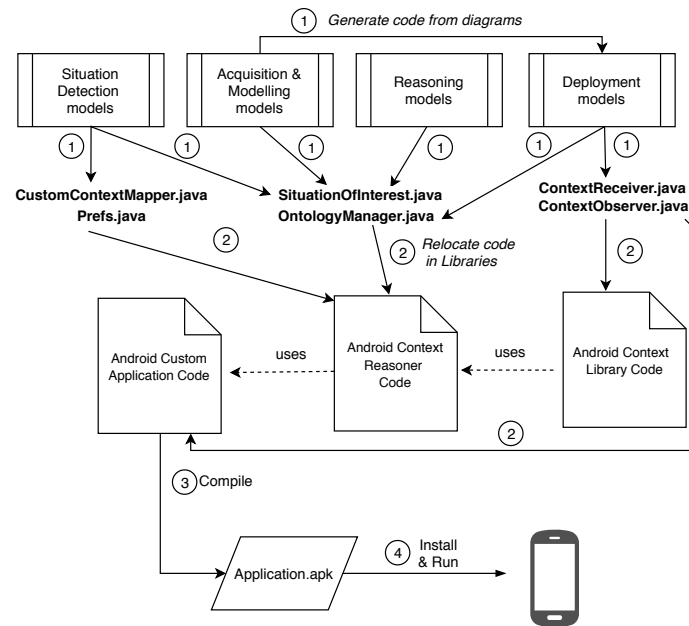 1 Generate code from diagrams
Situation
Detection
models
Acquisition &
Modelling
models
Reasoning
models
Deployment
models
1
1
1
1
1
1
CustomContextMapper.java
Prefs.java
SituationOfInterest.java
OntologyManager.java
ContextReceiver.java
ContextObserver.java
2
2 Relocate code
in Libraries
2
Android Custom
Application Code
uses
Android Context
Reasoner
Code
uses
Android Context
Library Code
2
3 Compile
Application.apk
4 Install
& Run